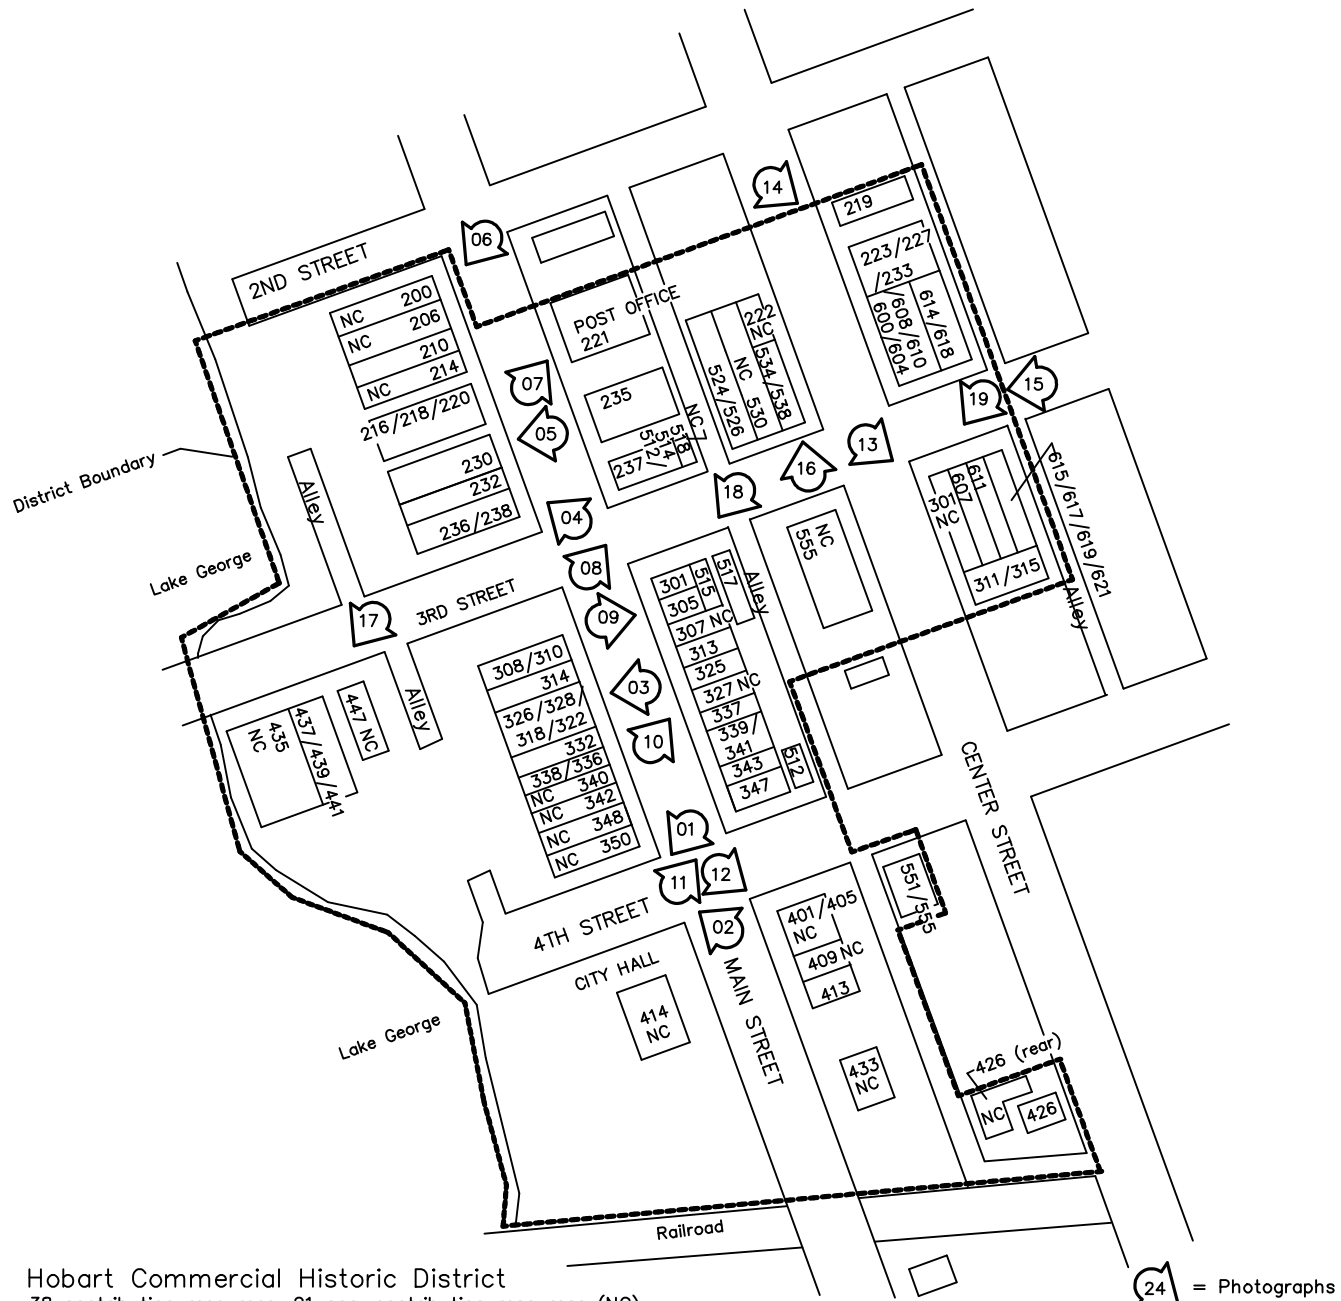 14
219
06
2ND STREET
223/227
/233
200
NC
206
NC
210
214
NC
POST OFFICE
221
222
NC
600/604
/608/610
614/618
534/538
NC 530
524/526
07
15
19
235
216/218/220
05
NC
518
514
512/
237
13
16
230
232
236/238
18
04
District Boundary
Alley
Lake George
615/617/619/621
611
607
301
NC
NC
555
311/315
Alley
08
3RD STREET
17
09
301
515
517
Alley
305
307 NC
313
325
327 NC
337
339/
341
343
347
512
03
10
308/310
314
326/328/
318/322
332
338/336
NC 340
NC 342
NC 348
NC 350
Alley
447 NC
437/439/441
435
NC
CENTER STREET
01
12
11
02
4TH STREET
CITY HALL
414
NC
MAIN STREET
401/405
NC
409 NC
413
433
NC
551/555
426 (rear)
NC
426
Lake George
Railroad
Hobart Commercial Historic District
24 = Photographs